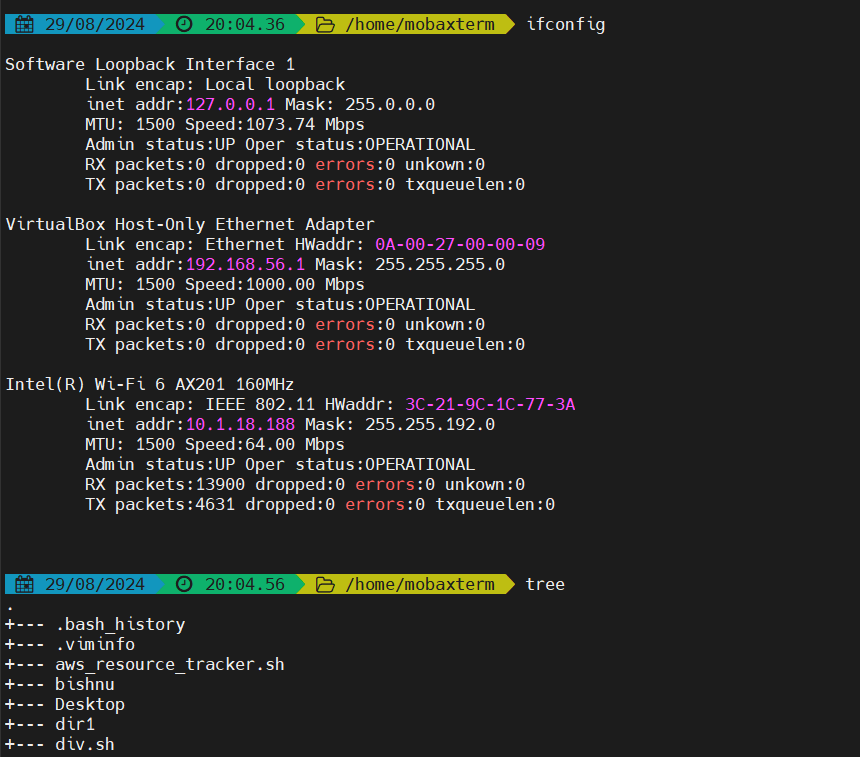 29/08/2024 20:04.36 /home/mobaxterm ifconfig
Software Loopback Interface 1
Link encap: Local loopback
inet addr:127.0.0.1 Mask: 255.0.0.0
MTU: 1500 Speed:1073.74 Mbps
Admin status:UP Oper status:OPERATIONAL
RX packets:0 dropped:0 errors:0 unkown:0
TX packets:0 dropped:0 errors:0 txqueuelen:0
VirtualBox Host-Only Ethernet Adapter
Link encap: Ethernet HWaddr: 0A-00-27-00-00-09
inet addr:192.168.56.1 Mask: 255.255.255.0
MTU: 1500 Speed:1000.00 Mbps
Admin status:UP Oper status:OPERATIONAL
RX packets:0 dropped:0 errors:0 unkown:0
TX packets:0 dropped:0 errors:0 txqueuelen:0
Intel(R) Wi-Fi 6 AX201 160MHz
Link encap: IEEE 802.11 HWaddr: 3C-21-9C-1C-77-3A
inet addr:10.1.18.188 Mask: 255.255.192.0
MTU: 1500 Speed:64.00 Mbps
Admin status:UP Oper status:OPERATIONAL
RX packets:13900 dropped:0 errors:0 unkown:0
TX packets:4631 dropped:0 errors:0 txqueuelen:0
29/08/2024 20:04.56 /home/mobaxterm tree
.
+--- .bash_history
+--- .viminfo
+--- aws_resource_tracker.sh
+--- bishnu
+--- Desktop
+--- dir1
+--- div.sh